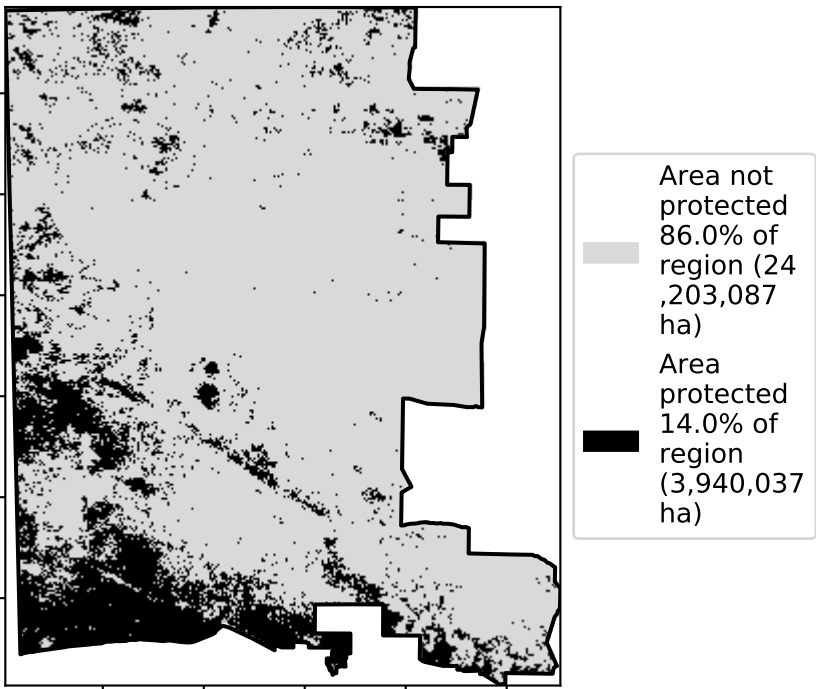 Area not
protected
86.0% of
region (24
,203,087
ha)
Area
protected
14.0% of
region
(3,940,037
ha)